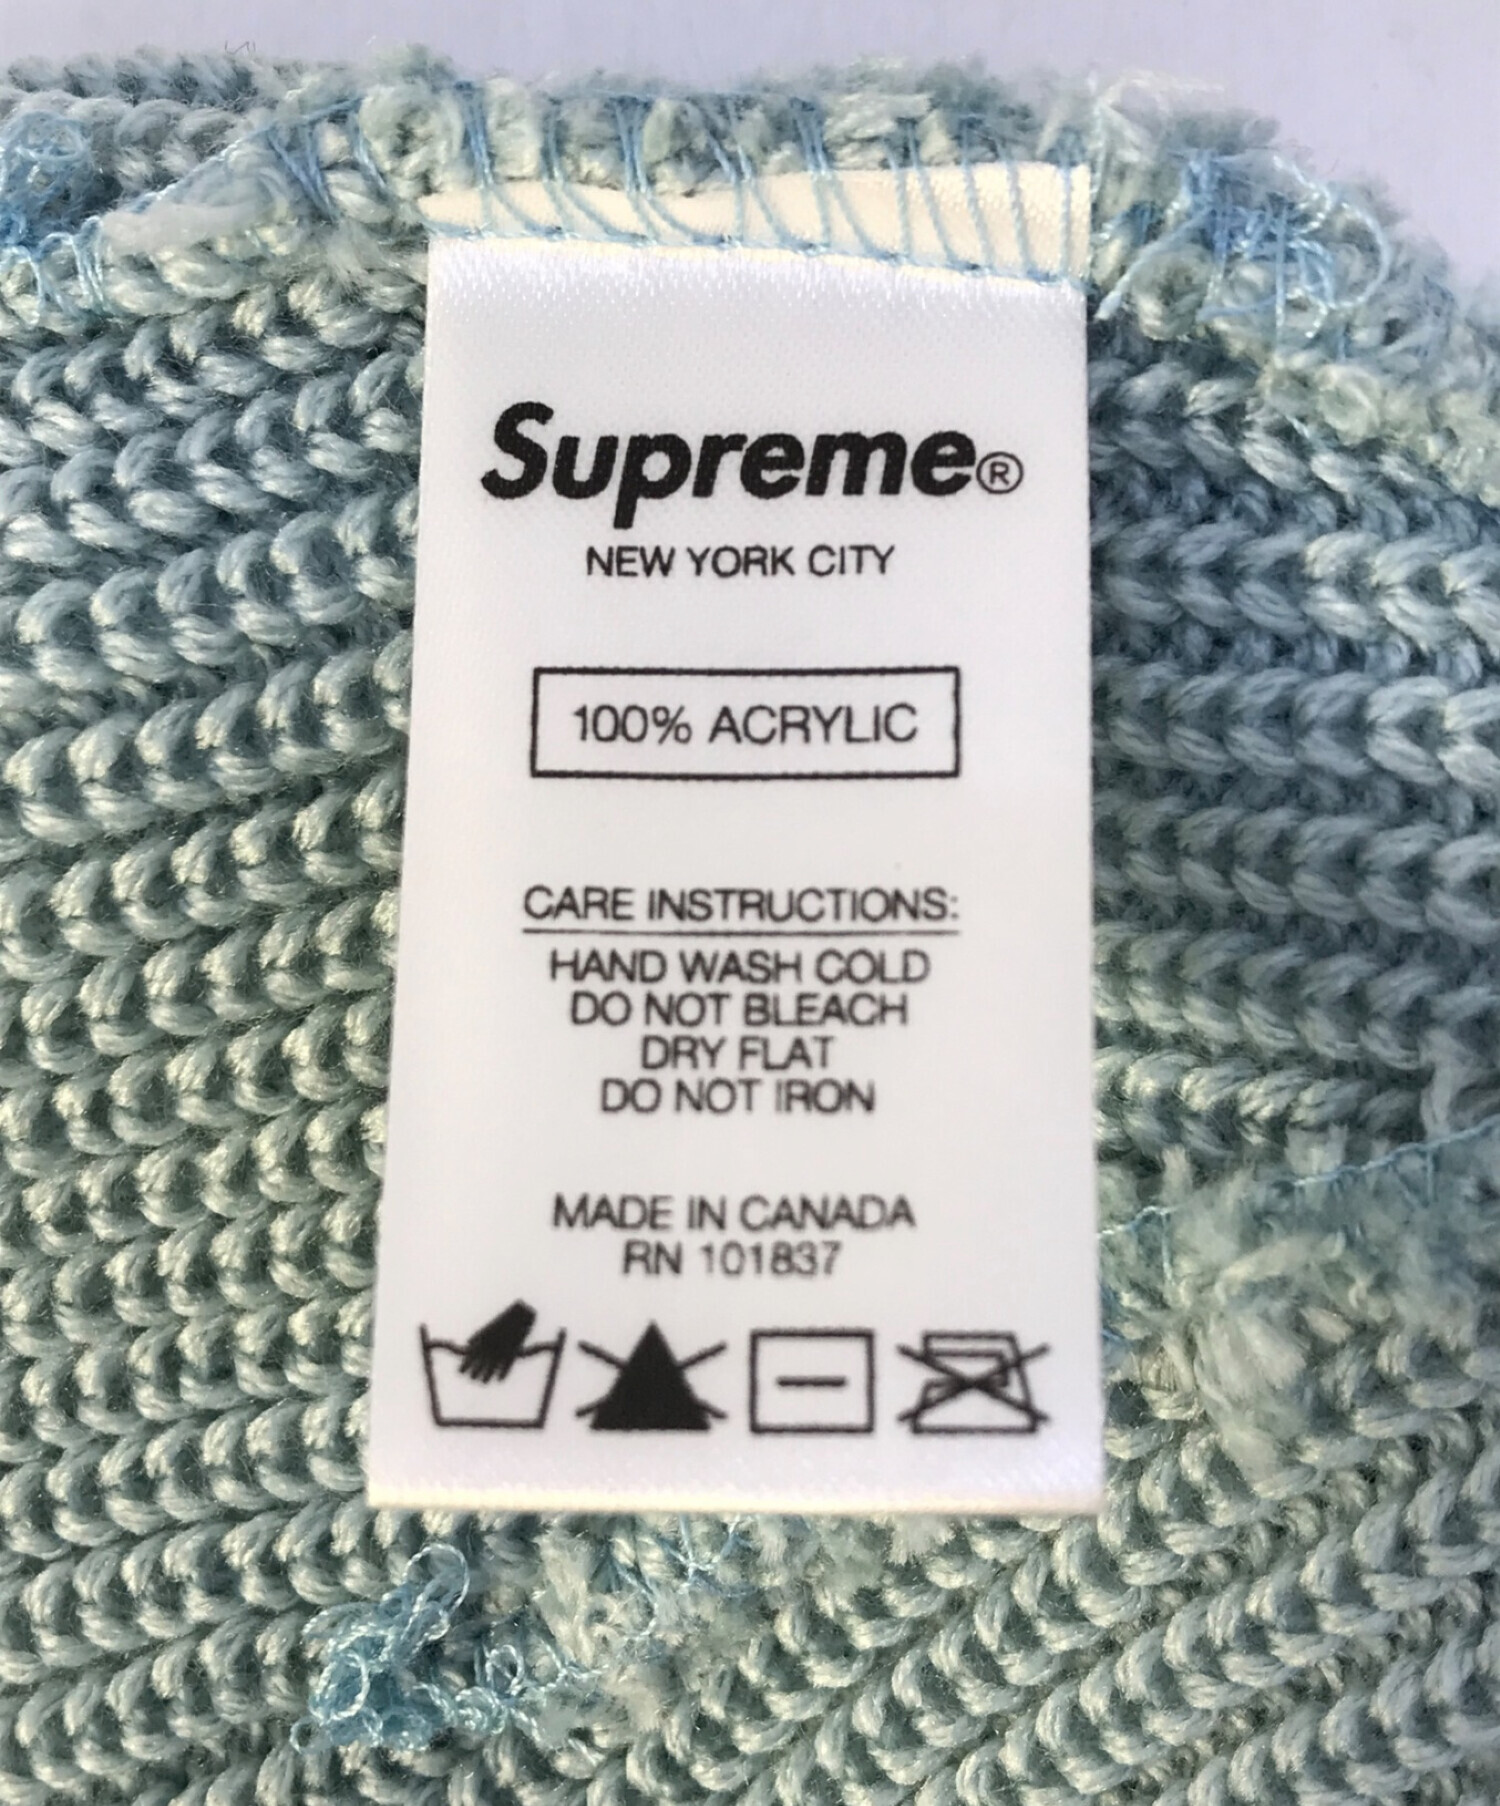 Supreme®
NEW YORK CITY
100% ACRYLIC
CARE INSTRUCTIONS:
HAND WASH COLD
DO NOT BLEACH
DRY FLAT
DO NOT IRON
MADE IN CANADA
RN 101837